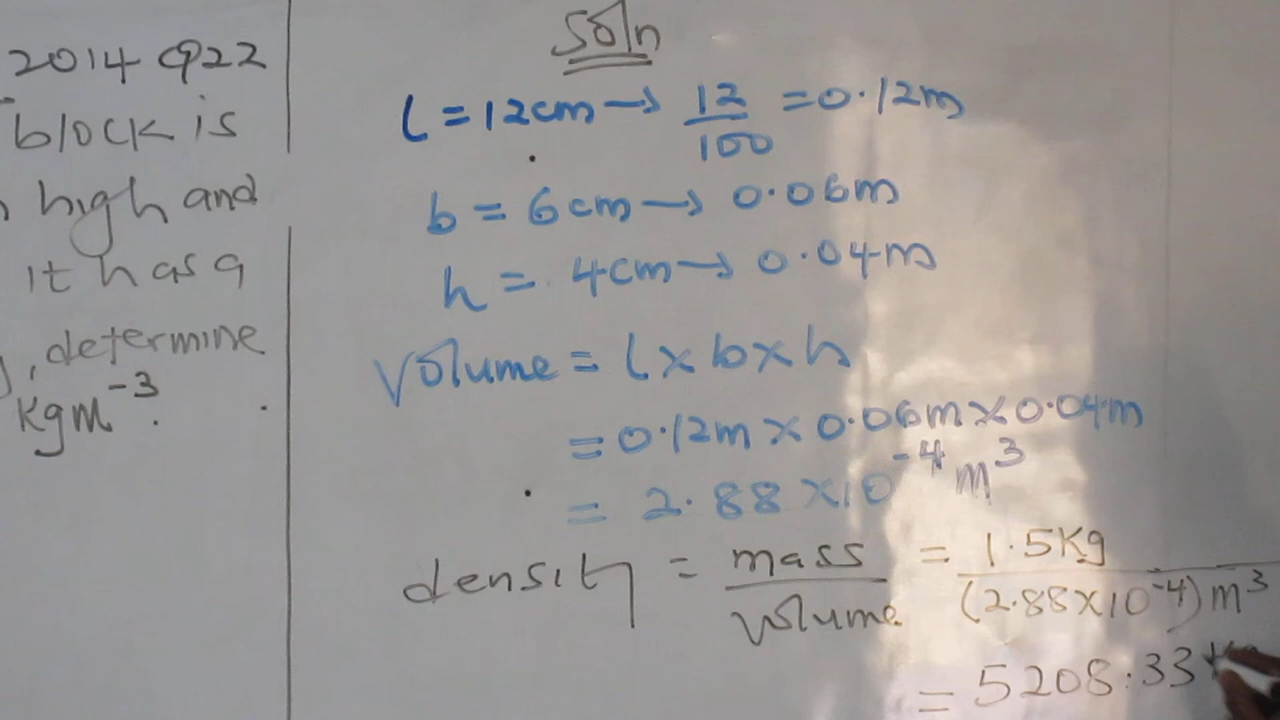 2014 Q22
block is
high and
it has a
, determine
Kgm⁻³.
Soln
l = 12cm → 12/100 = 0.12m
b = 6cm → 0.06m
h = 4cm → 0.04m
Volume = l × b × h
= 0.12m × 0.06m × 0.04m
= 2.88 × 10⁻⁴ m³
density = mass/volume = 1.5Kg/(2.88×10⁻⁴)m³
= 5208.33